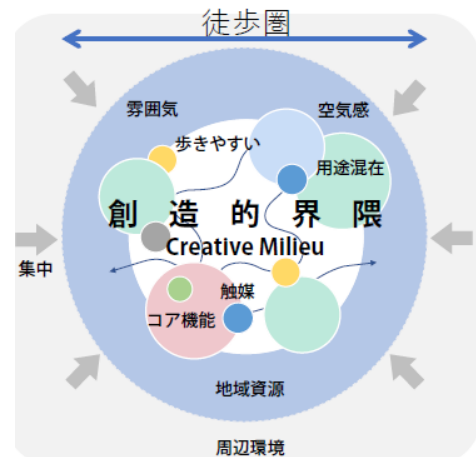 徒歩圏
雰囲気
空気感
歩きやすい
用途混在
創造的界隈
Creative Milieu
集中
触媒
コア機能
地域資源
周辺環境